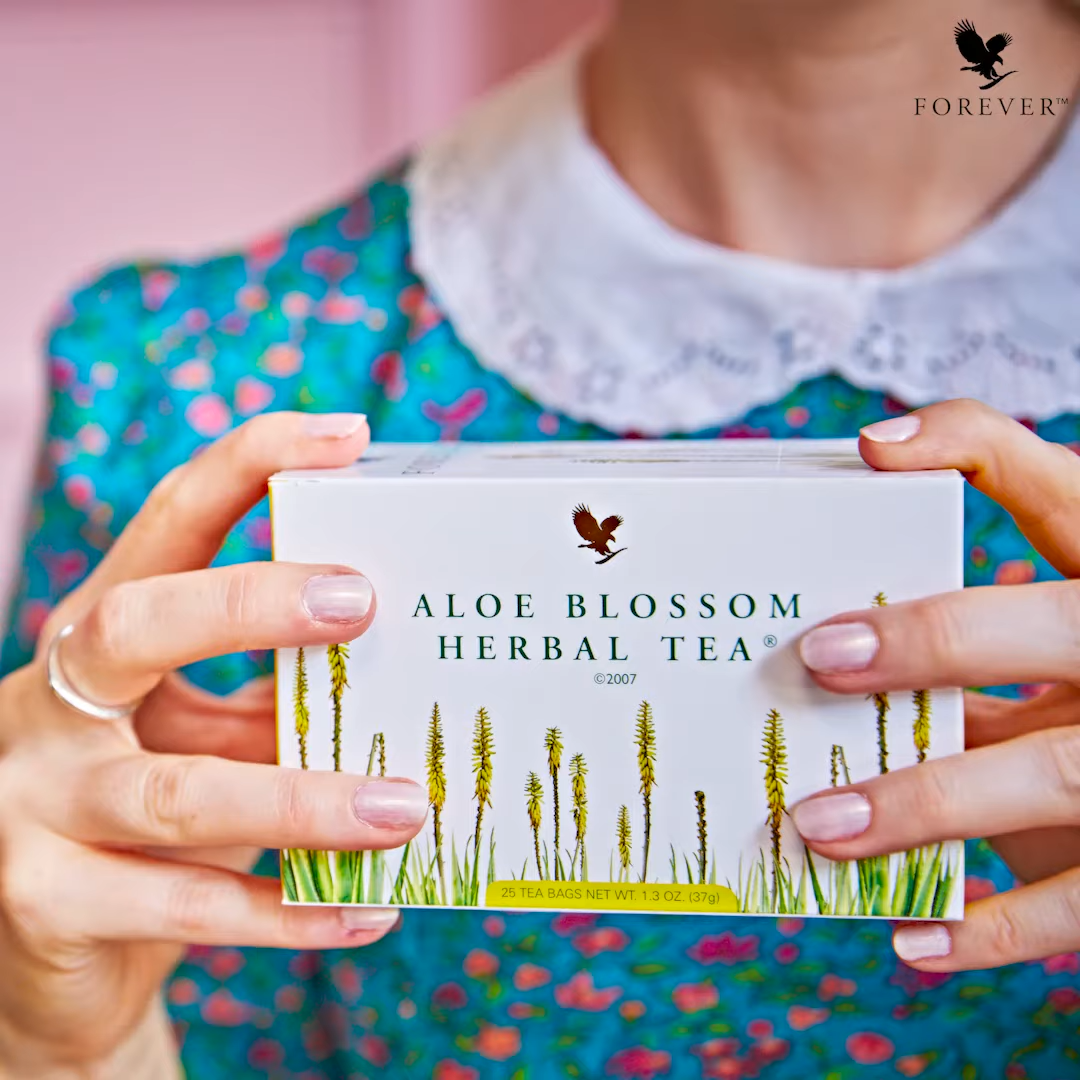 FOREVER™
ALOE BLOSSOM
HERBAL TEA®
©2007
25 TEA BAGS NET WT. 1.3 OZ. (37g)